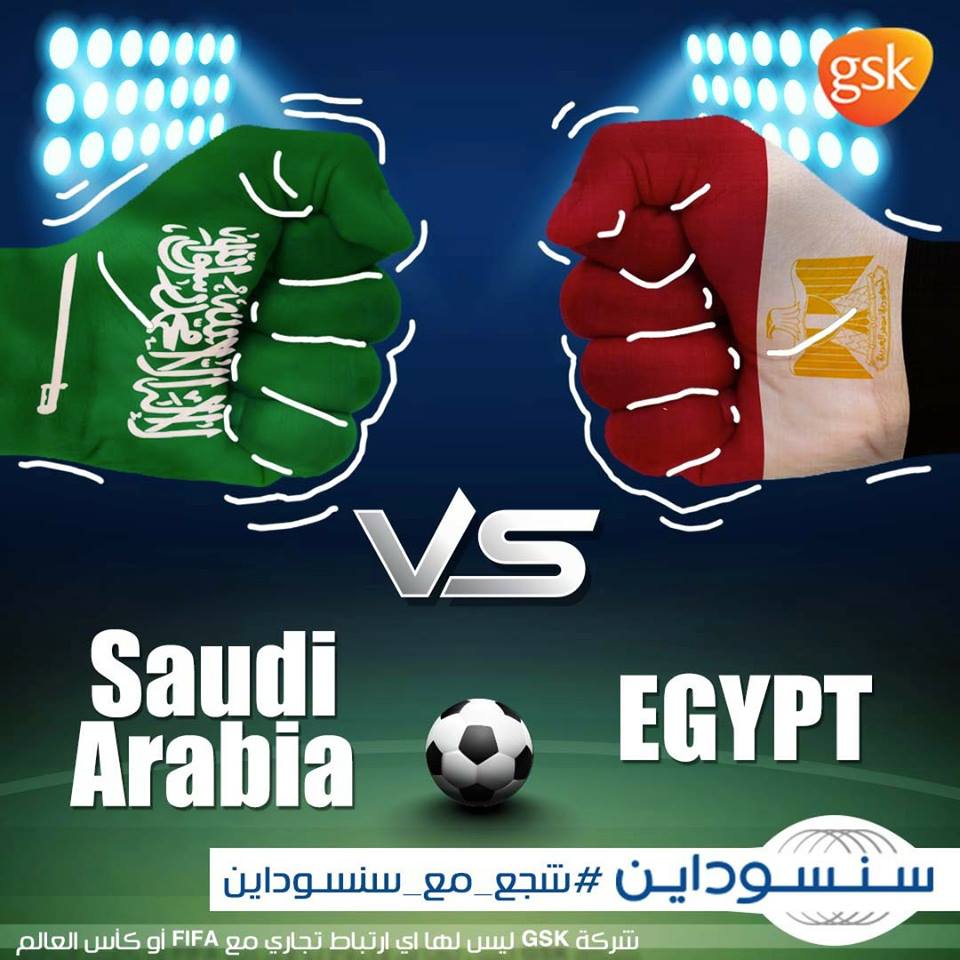 gsk
VS
Saudi
Arabia
EGYPT
سنسوداين #شجع_مع_سنسوداين
شركة GSK ليس لها اي ارتباط تجاري مع FIFA أو كأس العالم